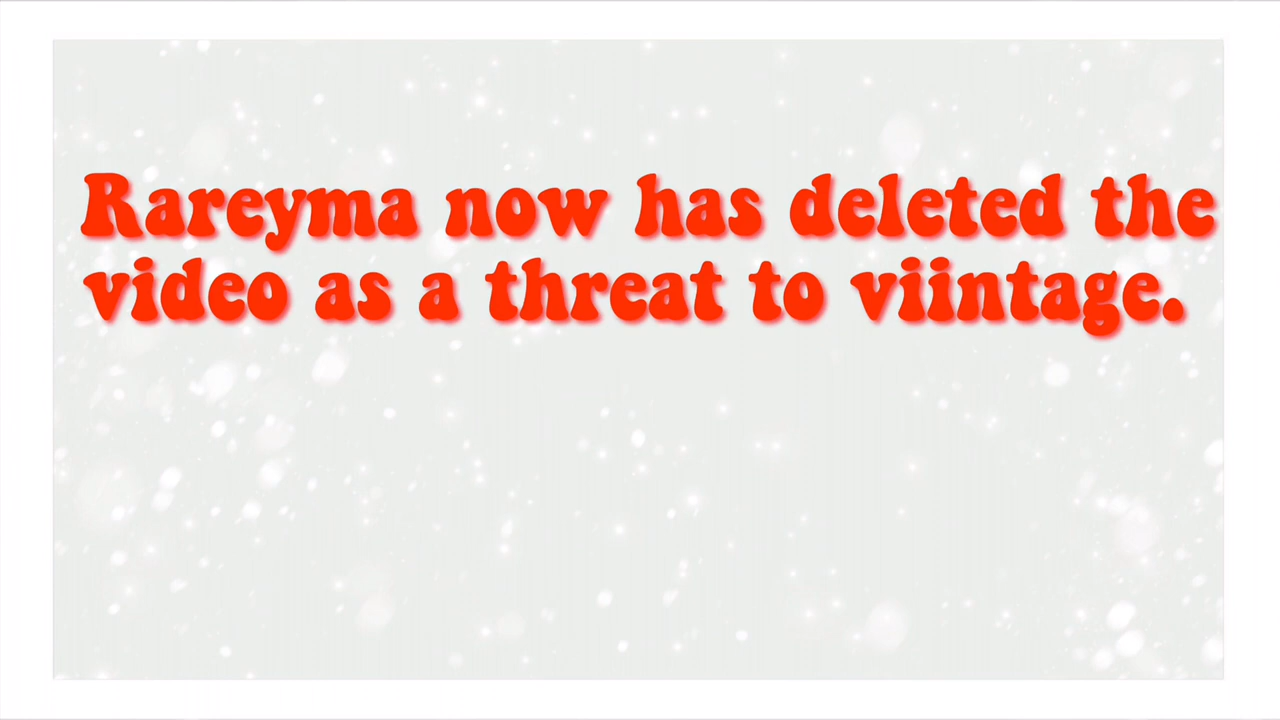 Rareyma now has deleted the
video as a threat to viintage.